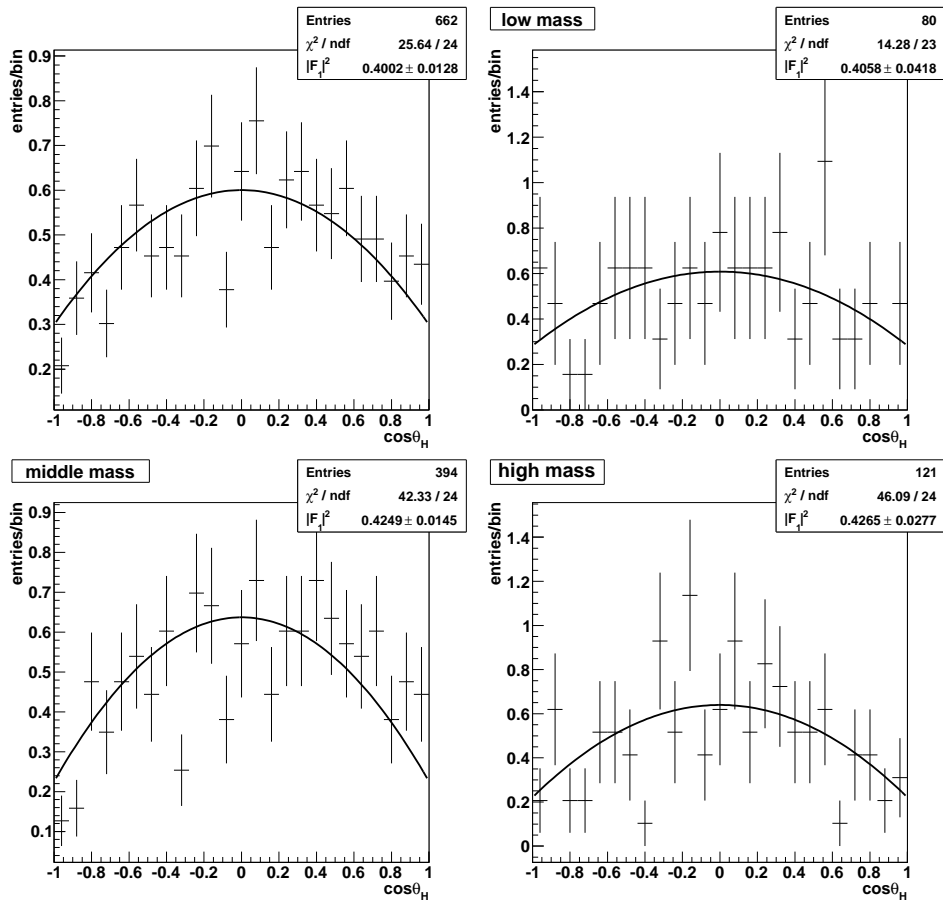 Entries 662
χ² / ndf 25.64 / 24
|F₁|² 0.4002 ± 0.0128
entries/bin
0.9
0.8
0.7
0.6
0.5
0.4
0.3
0.2
-1 -0.8 -0.6 -0.4 -0.2 0 0.2 0.4 0.6 0.8 1
cosθ_H
low mass
Entries 80
χ² / ndf 14.28 / 23
|F₁|² 0.4058 ± 0.0418
entries/bin
1.4
1.2
1
0.8
0.6
0.4
0.2
0
-1 -0.8 -0.6 -0.4 -0.2 0 0.2 0.4 0.6 0.8 1
cosθ_H
middle mass
Entries 394
χ² / ndf 42.33 / 24
|F₁|² 0.4249 ± 0.0145
entries/bin
0.9
0.8
0.7
0.6
0.5
0.4
0.3
0.2
0.1
-1 -0.8 -0.6 -0.4 -0.2 0 0.2 0.4 0.6 0.8 1
cosθ_H
high mass
Entries 121
χ² / ndf 46.09 / 24
|F₁|² 0.4265 ± 0.0277
entries/bin
1.4
1.2
1
0.8
0.6
0.4
0.2
0
-1 -0.8 -0.6 -0.4 -0.2 0 0.2 0.4 0.6 0.8 1
cosθ_H